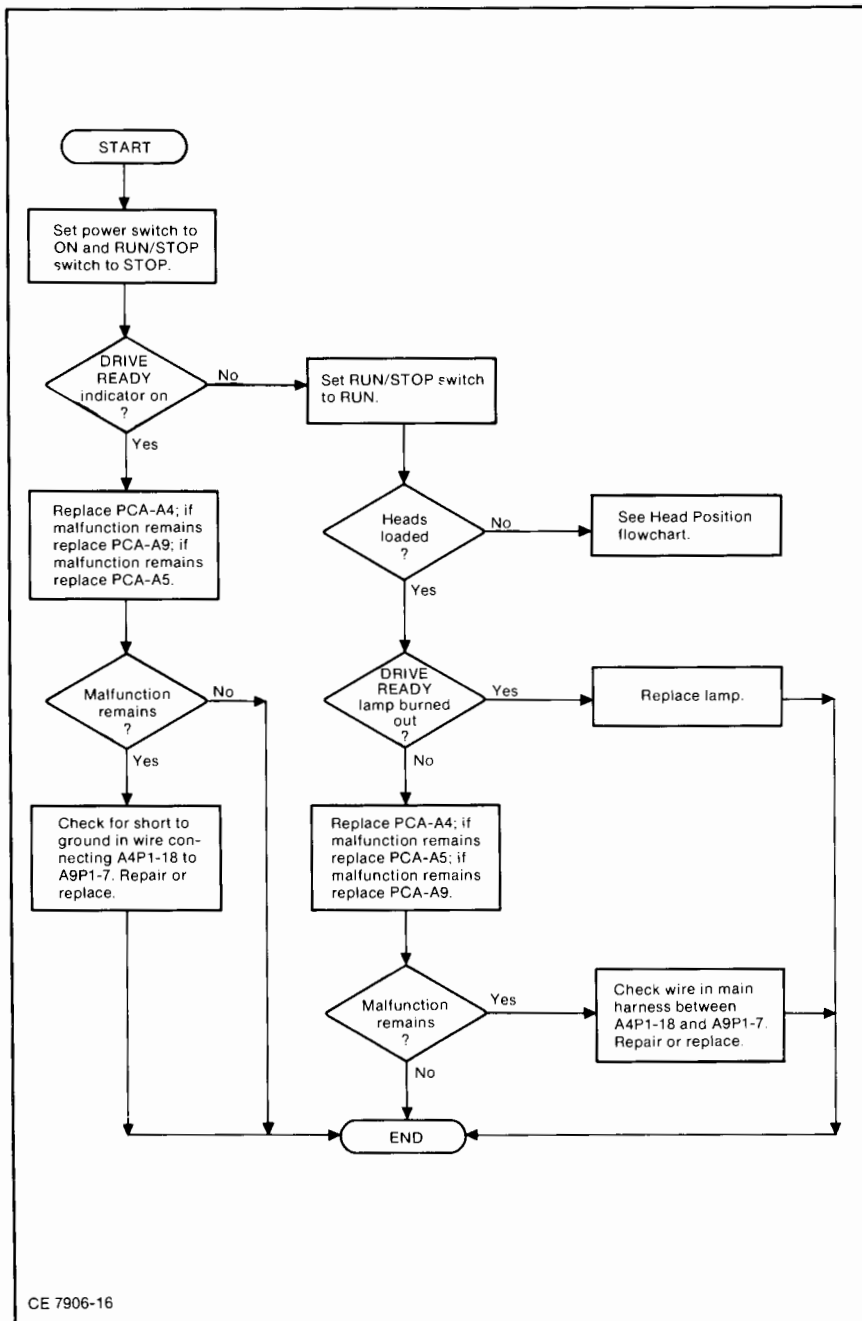 START
Set power switch to
ON and RUN/STOP
switch to STOP.
DRIVE
READY
indicator on
?
No
Yes
Set RUN/STOP switch
to RUN.
Replace PCA-A4; if
malfunction remains
replace PCA-A9; if
malfunction remains
replace PCA-A5.
Heads
loaded
?
No
Yes
See Head Position
flowchart.
Malfunction
remains
?
No
Yes
DRIVE
READY
lamp burned
out
?
Yes
No
Replace lamp.
Check for short to
ground in wire con-
necting A4P1-18 to
A9P1-7. Repair or
replace.
Replace PCA-A4; if
malfunction remains
replace PCA-A5; if
malfunction remains
replace PCA-A9.
Malfunction
remains
?
Yes
No
Check wire in main
harness between
A4P1-18 and A9P1-7.
Repair or replace.
END
CE 7906-16